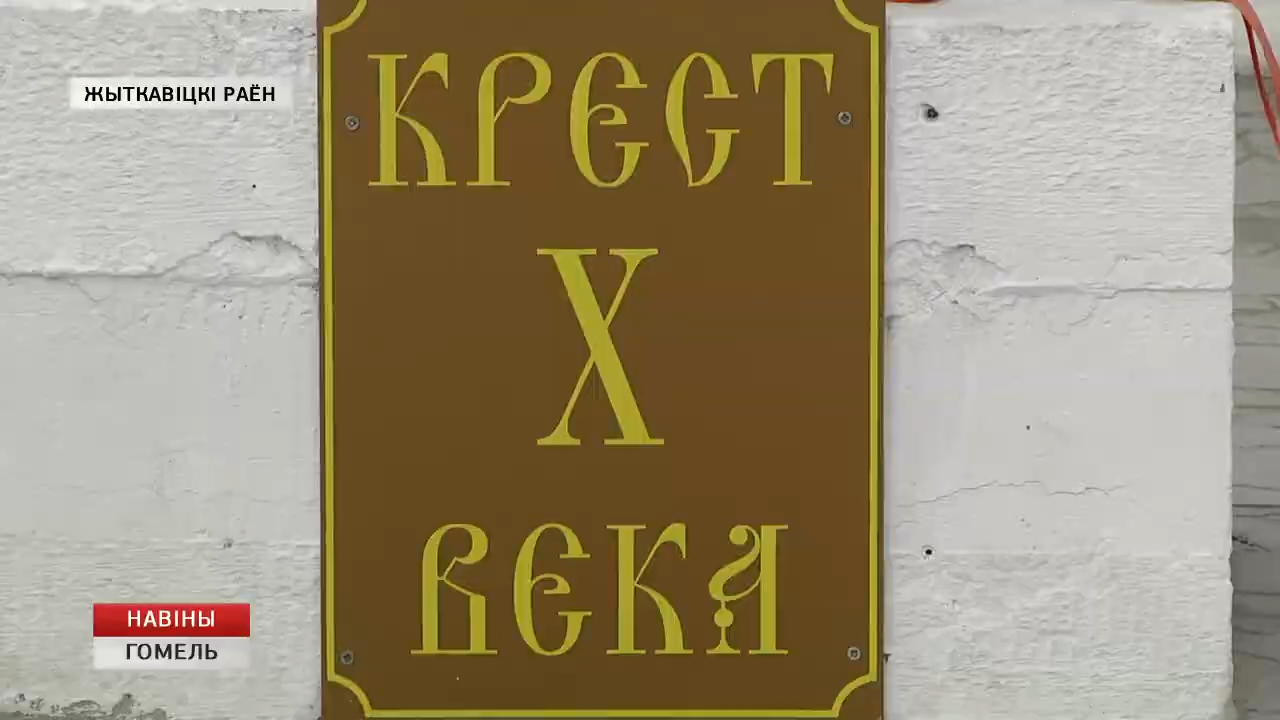 ЖЫТКАВІЦКІ РАЁН
КРЕСТ
X
ВЕКА
НАВІНЫ
ГОМЕЛЬ